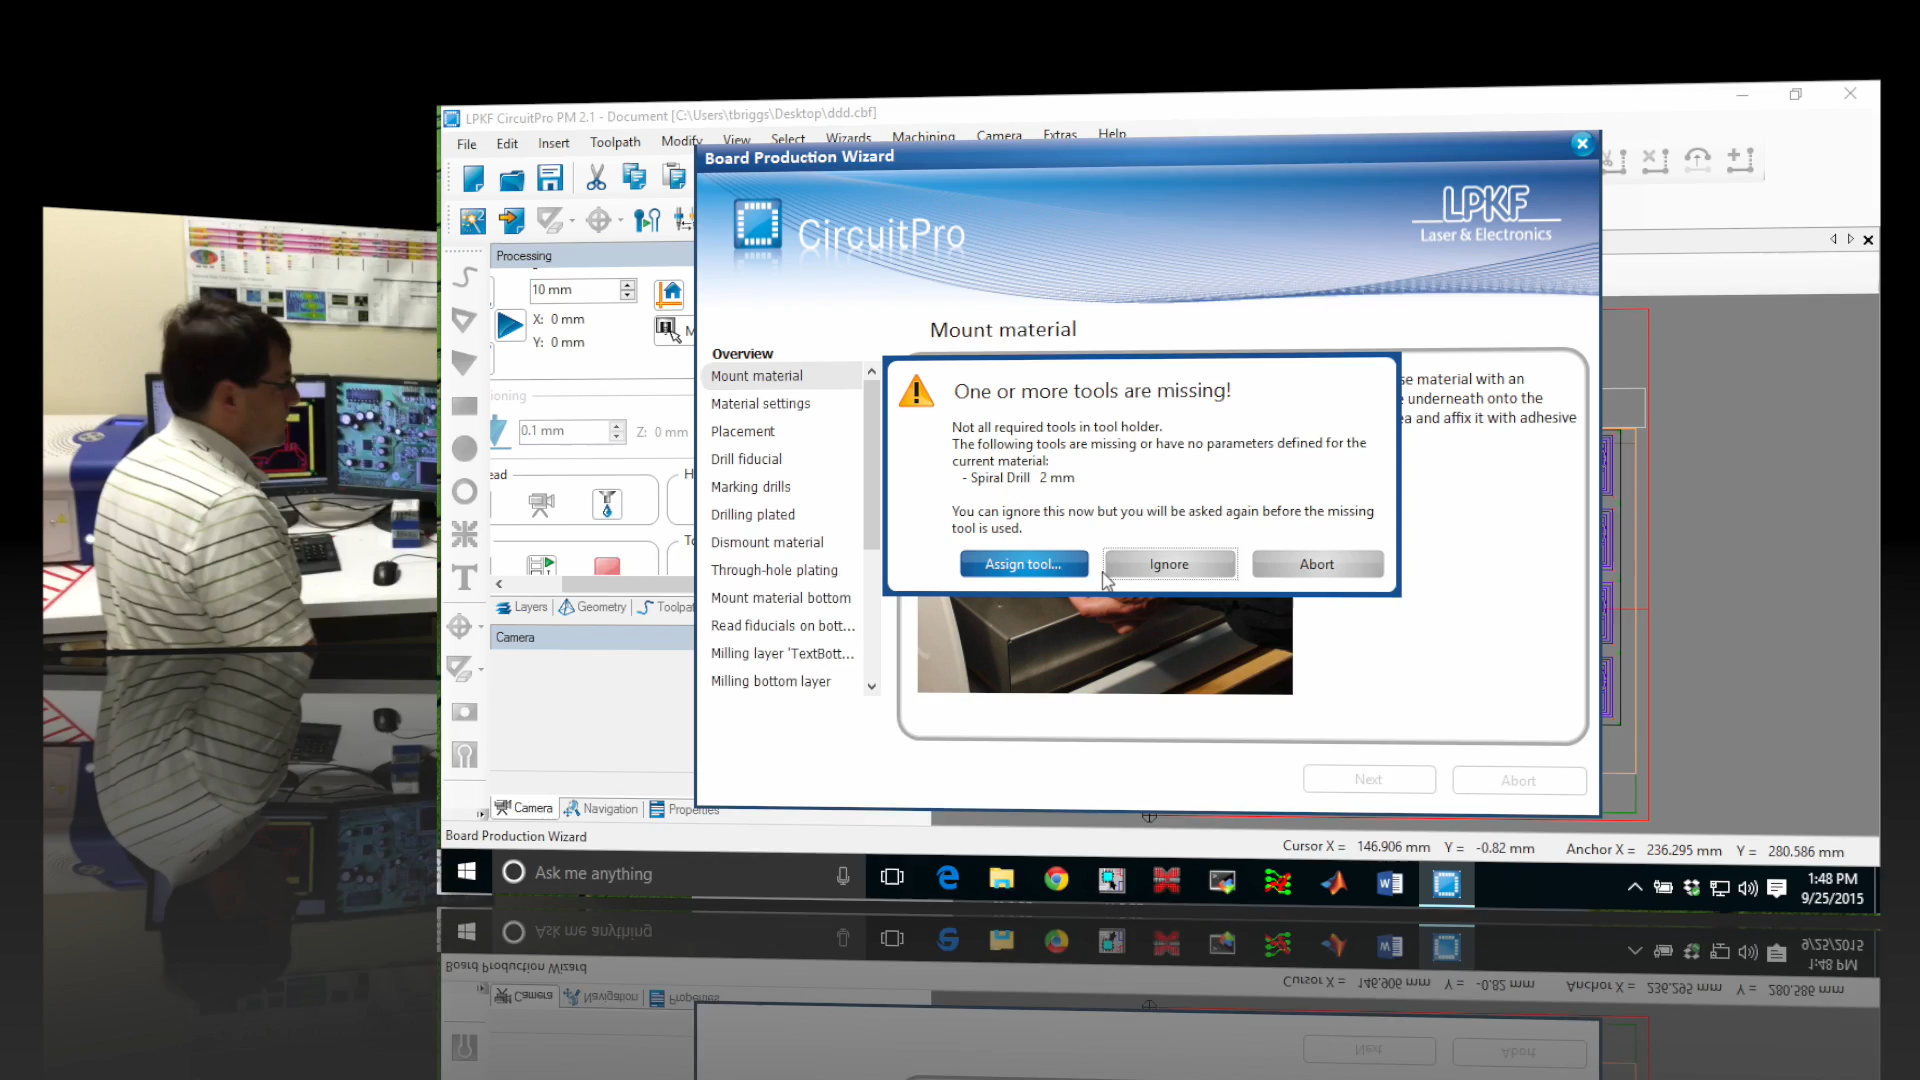 LPKF CircuitPro PM 2.1 - Document [C:\Users\tbriggs\Desktop\ddd.cbf]
File Edit Insert Toolpath Modify View Select Wizards Machining Camera Extras Help
Board Production Wizard
CircuitPro
LPKF
Laser & Electronics
Processing
10 mm
X: 0 mm
Y: 0 mm
0.1 mm
Z: 0 mm
Layers Geometry Toolpa
Camera
Camera Navigation Properties
Mount material
Overview
Mount material
Material settings
Placement
Drill fiducial
Marking drills
Drilling plated
Dismount material
Through-hole plating
Mount material bottom
Read fiducials on bott...
Milling layer 'TextBott...
Milling bottom layer
se material with an
underneath onto the
ea and affix it with adhesive
One or more tools are missing!
Not all required tools in tool holder.
The following tools are missing or have no parameters defined for the
current material:
- Spiral Drill 2 mm
You can ignore this now but you will be asked again before the missing
tool is used.
Assign tool... Ignore Abort
Next Abort
Board Production Wizard
Cursor X = 146.906 mm Y = -0.82 mm Anchor X = 236.295 mm Y = 280.586 mm
Ask me anything
1:48 PM
9/25/2015